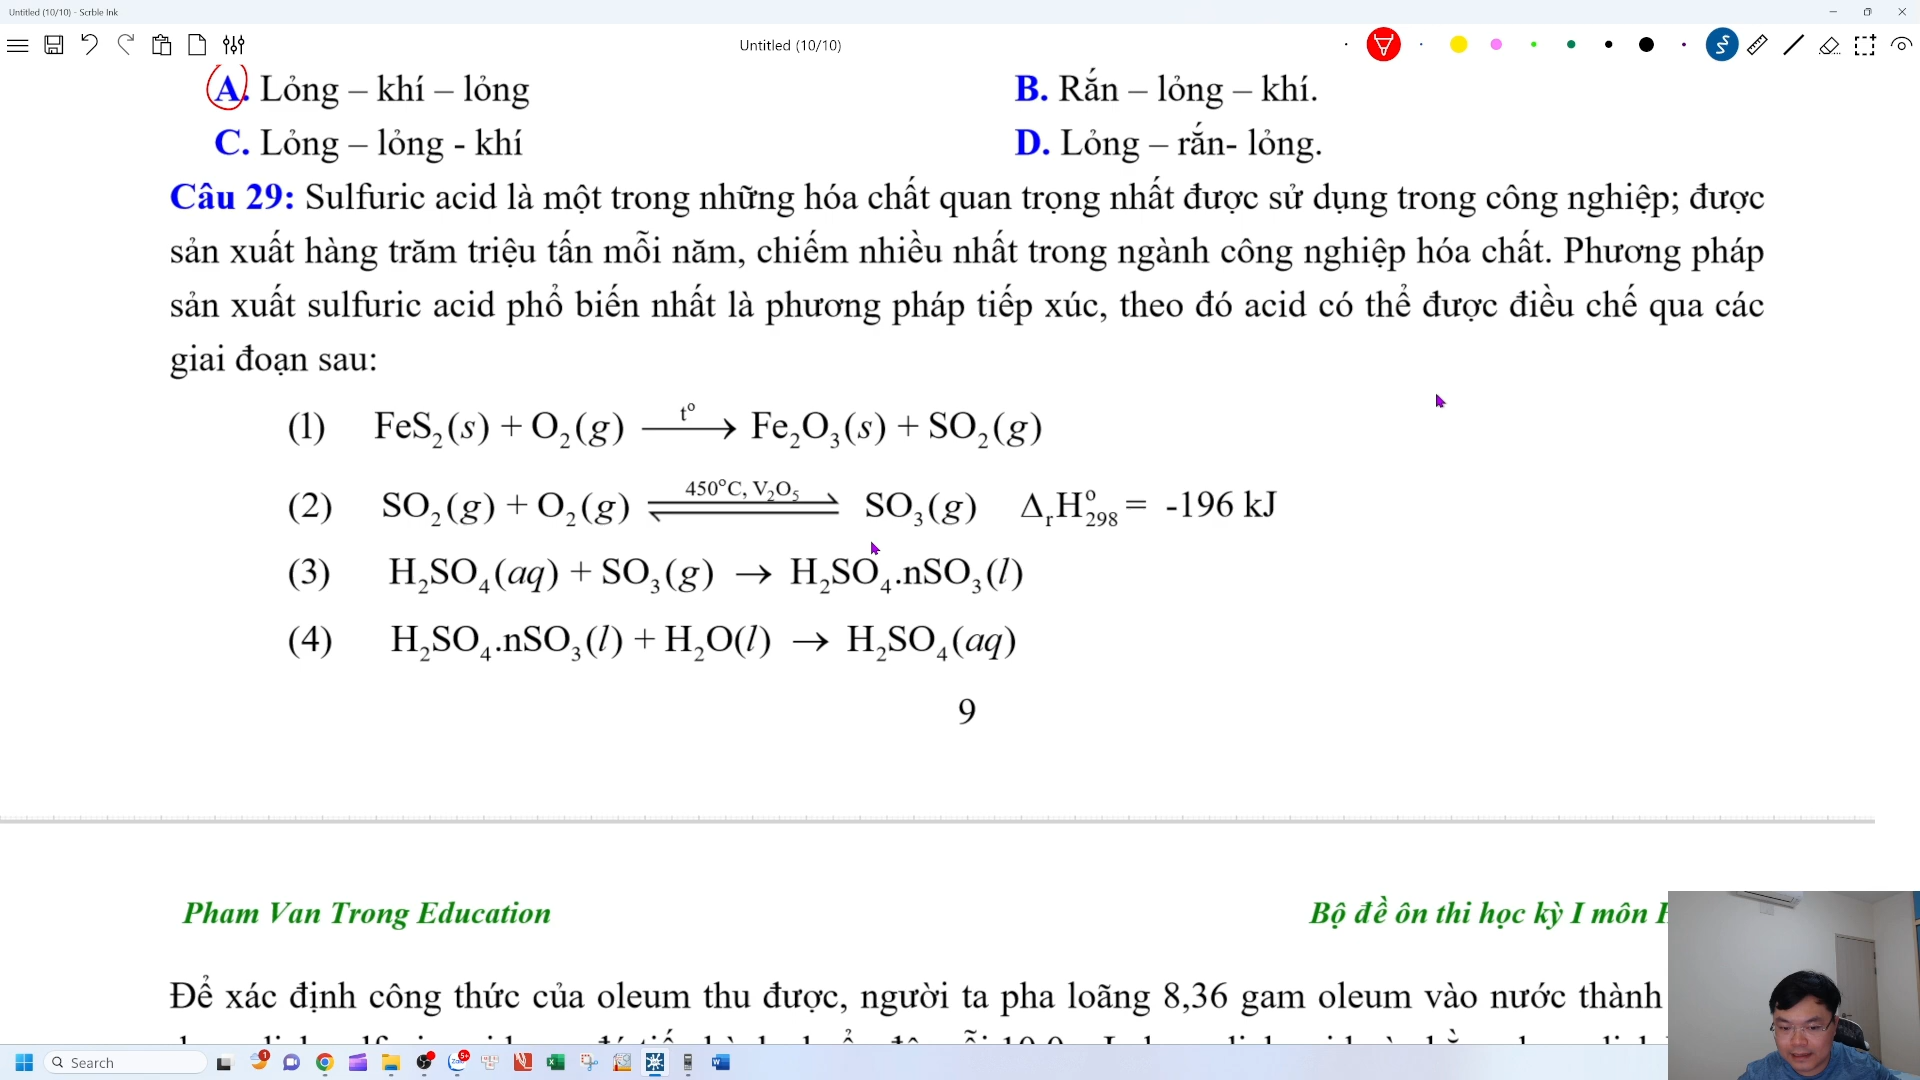 Untitled (10/10) - Scrble Ink
Untitled (10/10)
A. Lỏng – khí – lỏng
B. Rắn – lỏng – khí.
C. Lỏng – lỏng - khí
D. Lỏng – rắn- lỏng.
Câu 29: Sulfuric acid là một trong những hóa chất quan trọng nhất được sử dụng trong công nghiệp; được
sản xuất hàng trăm triệu tấn mỗi năm, chiếm nhiều nhất trong ngành công nghiệp hóa chất. Phương pháp
sản xuất sulfuric acid phổ biến nhất là phương pháp tiếp xúc, theo đó acid có thể được điều chế qua các
giai đoạn sau:
(1) FeS₂(s) + O₂(g) —tº→ Fe₂O₃(s) + SO₂(g)
(2) SO₂(g) + O₂(g) ⇌ 450°C, V₂O₅ SO₃(g) ΔᵣHº₂₉₈ = -196 kJ
(3) H₂SO₄(aq) + SO₃(g) → H₂SO₄.nSO₃(l)
(4) H₂SO₄.nSO₃(l) + H₂O(l) → H₂SO₄(aq)
9
Pham Van Trong Education
Bộ đề ôn thi học kỳ I môn
Để xác định công thức của oleum thu được, người ta pha loãng 8,36 gam oleum vào nước thành
Search